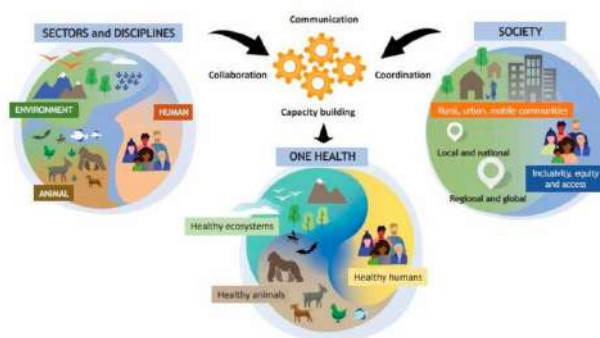 Communication
SECTORS and DISCIPLINES
SOCIETY
Collaboration
Coordination
ENVIRONMENT
HUMAN
Capacity building
Rural, urban, mobile communities
Local and national
ONE HEALTH
Inclusivity, equity
and access
ANIMAL
Regional and global
Healthy ecosystems
Healthy humans
Healthy animals